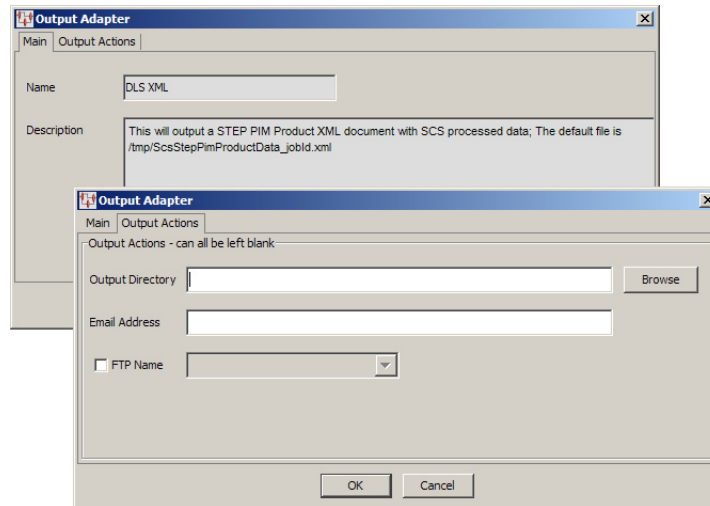 Output Adapter
Main Output Actions
Name DLS XML
Description This will output a STEP PIM Product XML document with SCS processed data; The default file is
/tmp/ScsStepPimProductData_jobId.xml
Output Adapter
Main Output Actions
Output Actions - can all be left blank
Output Directory Browse
Email Address
FTP Name
OK Cancel